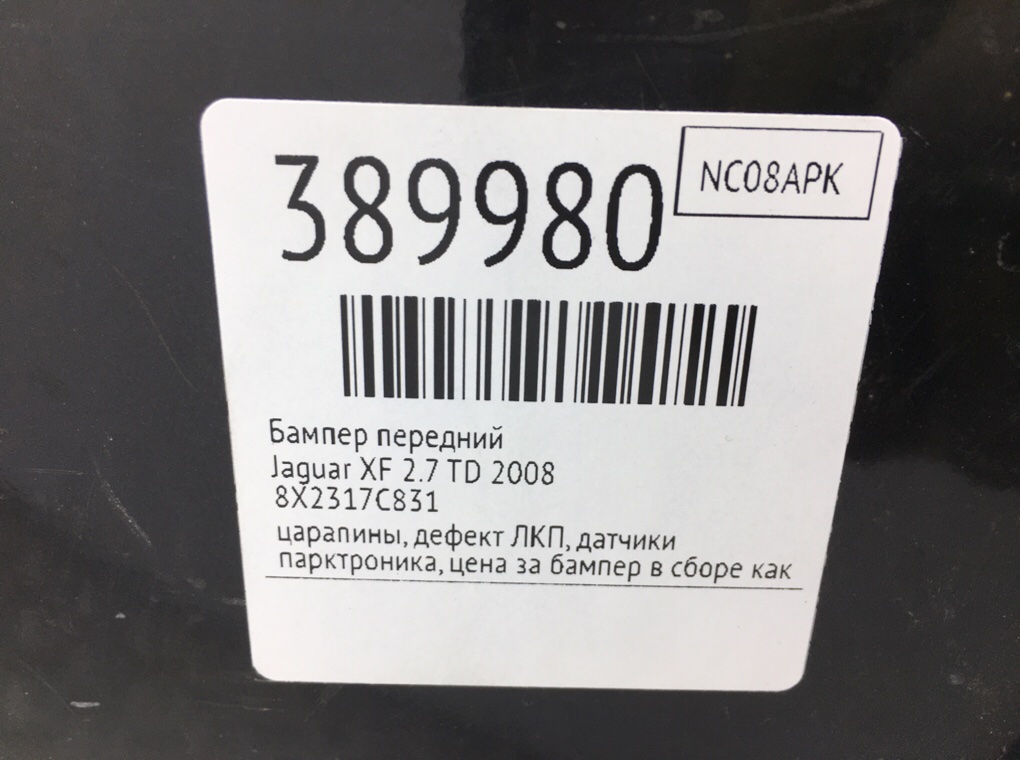 389980
NC08APK
Бампер передний
Jaguar XF 2.7 TD 2008
8X2317C831
царапины, дефект ЛКП, датчики
парктроника, цена за бампер в сборе как